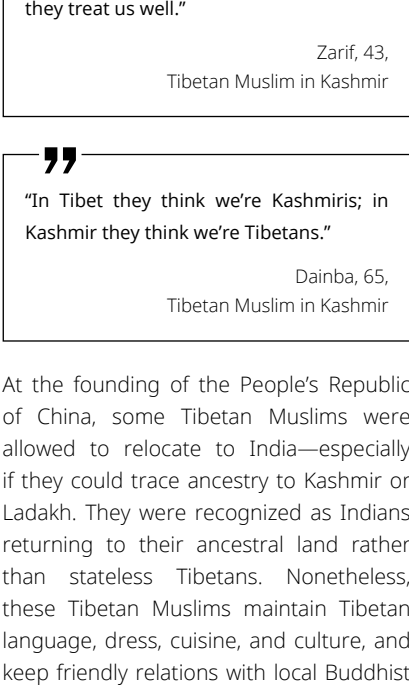 they treat us well.”
Zarif, 43,
Tibetan Muslim in Kashmir
”
“In Tibet they think we’re Kashmiris; in
Kashmir they think we’re Tibetans.”
Dainba, 65,
Tibetan Muslim in Kashmir
At the founding of the People’s Republic
of China, some Tibetan Muslims were
allowed to relocate to India—especially
if they could trace ancestry to Kashmir or
Ladakh. They were recognized as Indians
returning to their ancestral land rather
than stateless Tibetans. Nonetheless,
these Tibetan Muslims maintain Tibetan
language, dress, cuisine, and culture, and
keep friendly relations with local Buddhist